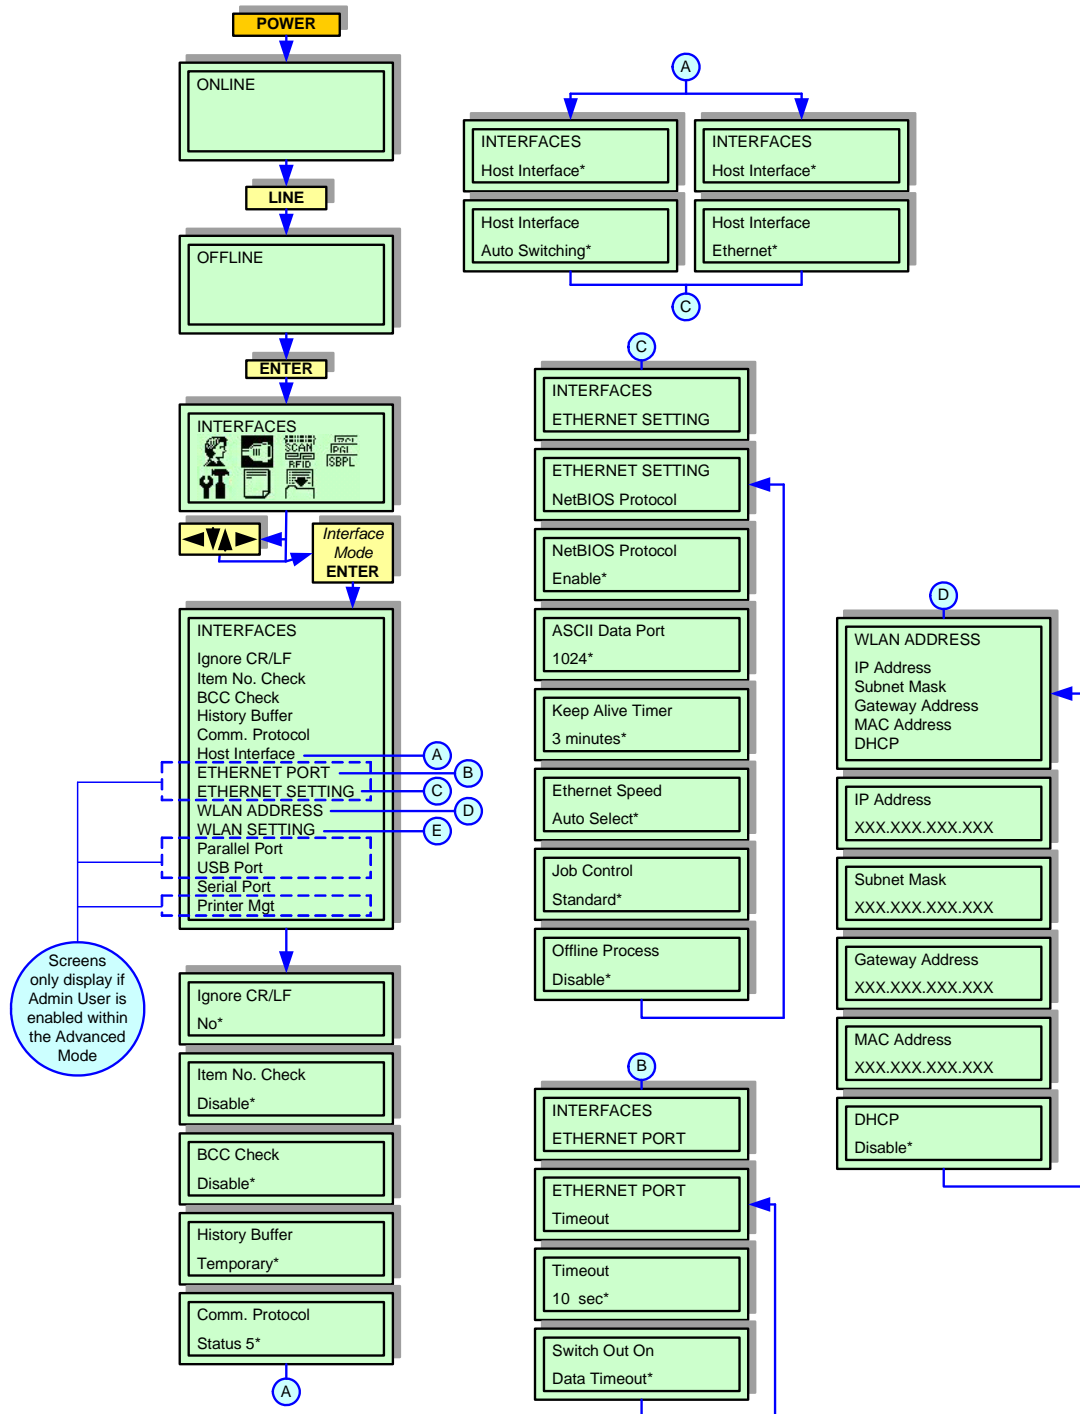 POWER
ONLINE
LINE
OFFLINE
ENTER
INTERFACES
SCAN
RFID
PGL
SBPL
Interface
Mode
ENTER
INTERFACES
Ignore CR/LF
Item No. Check
BCC Check
History Buffer
Comm. Protocol
Host Interface
A
ETHERNET PORT
B
ETHERNET SETTING
C
WLAN ADDRESS
D
WLAN SETTING
E
Parallel Port
USB Port
Serial Port
Printer Mgt
Screens
only display if
Admin User is
enabled within
the Advanced
Mode
Ignore CR/LF
No*
Item No. Check
Disable*
BCC Check
Disable*
History Buffer
Temporary*
Comm. Protocol
Status 5*
A
A
INTERFACES
Host Interface*
Host Interface
Auto Switching*
INTERFACES
Host Interface*
Host Interface
Ethernet*
C
C
INTERFACES
ETHERNET SETTING
ETHERNET SETTING
NetBIOS Protocol
NetBIOS Protocol
Enable*
ASCII Data Port
1024*
Keep Alive Timer
3 minutes*
Ethernet Speed
Auto Select*
Job Control
Standard*
Offline Process
Disable*
B
INTERFACES
ETHERNET PORT
ETHERNET PORT
Timeout
Timeout
10 sec*
Switch Out On
Data Timeout*
D
WLAN ADDRESS
IP Address
Subnet Mask
Gateway Address
MAC Address
DHCP
IP Address
XXX.XXX.XXX.XXX
Subnet Mask
XXX.XXX.XXX.XXX
Gateway Address
XXX.XXX.XXX.XXX
MAC Address
XXX.XXX.XXX.XXX
DHCP
Disable*